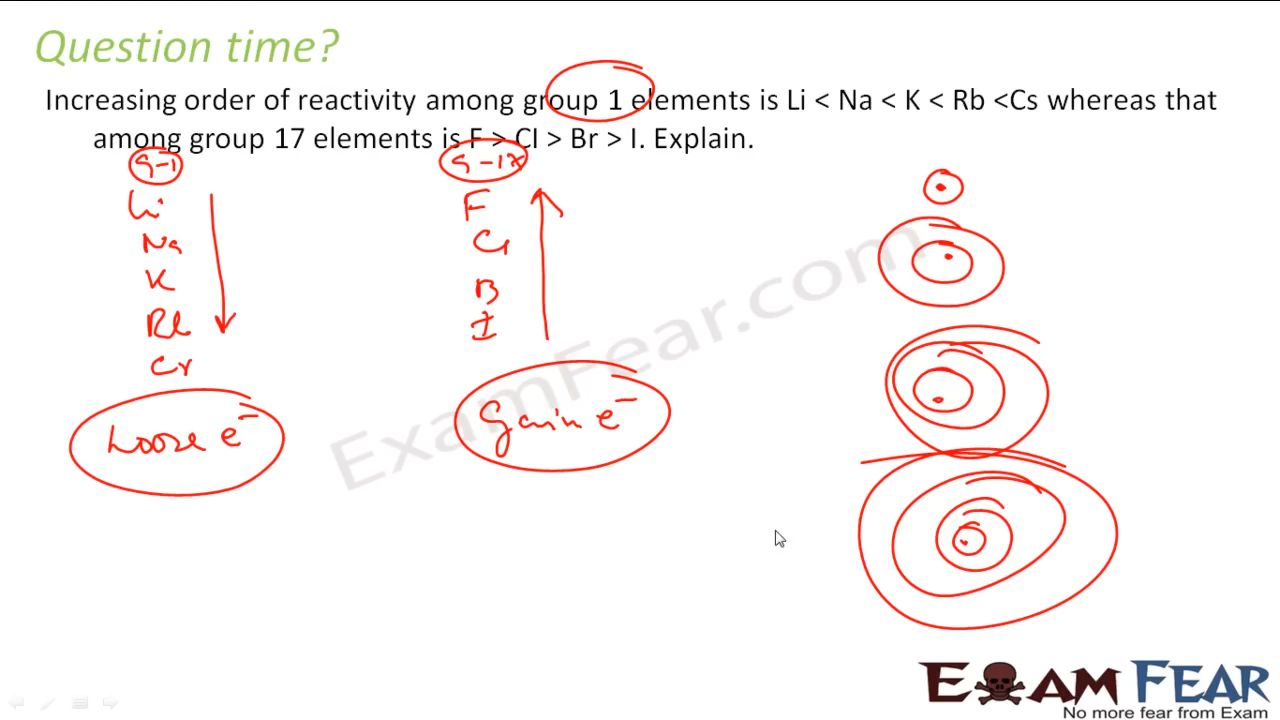 Question time?
Increasing order of reactivity among group 1 elements is Li < Na < K < Rb <Cs whereas that
among group 17 elements is F > Cl > Br > I. Explain.
G-1
G-17
Li
F
Na
Cl
K
B
Rb
I
Cr
Loose e⁻
Gain e⁻
ExamFear.com
EXAM FEAR
No more fear from Exam